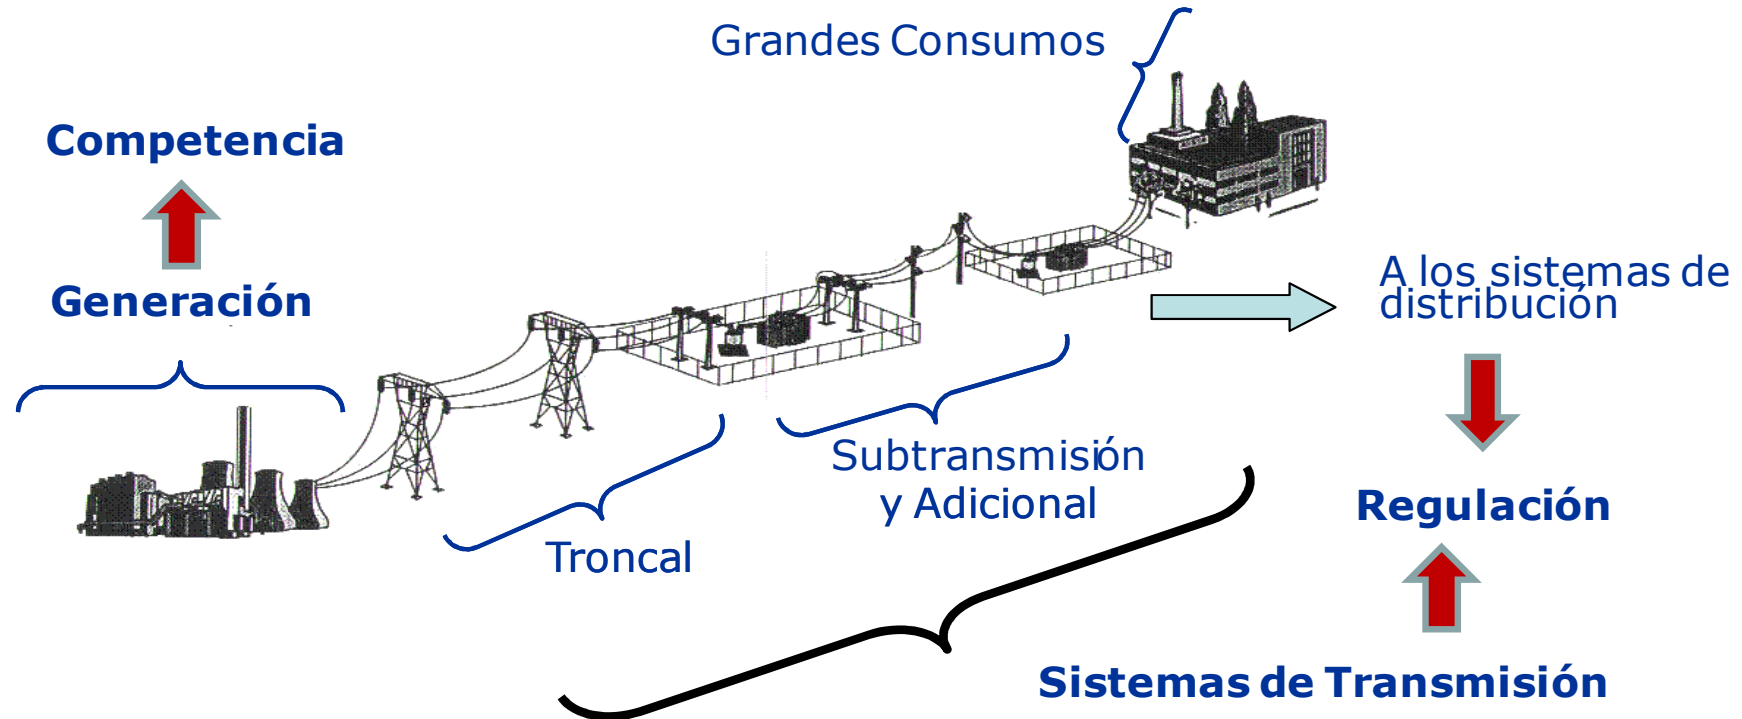 Grandes Consumos
Competencia
Generación
A los sistemas de
distribución
Subtransmisión
y Adicional
Troncal
Regulación
Sistemas de Transmisión